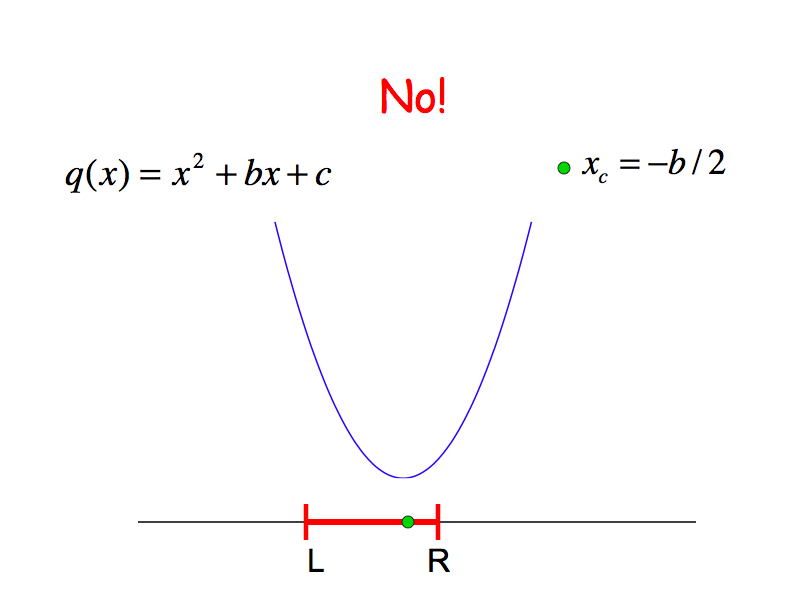 No!
q(x) = x² + bx + c
x_c = −b / 2
L
R